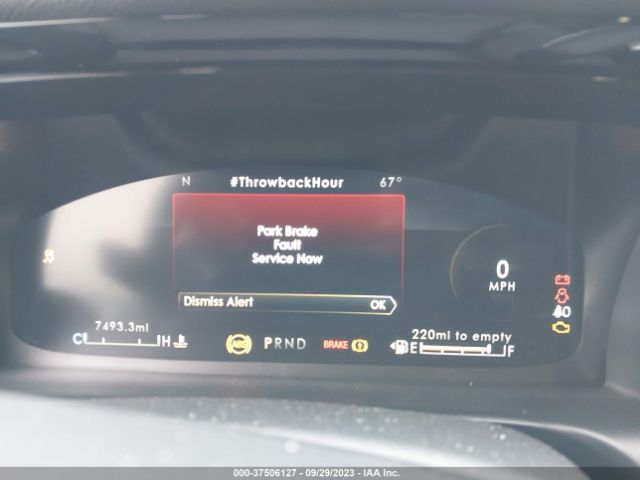 N #ThrowbackHour 67°
Park Brake
Fault
Service Now
Dismiss Alert OK
0
MPH
7493.3mi
220mi to empty
C H ABS PRND BRAKE E F
000-37506127 - 09/29/2023 - IAA Inc.